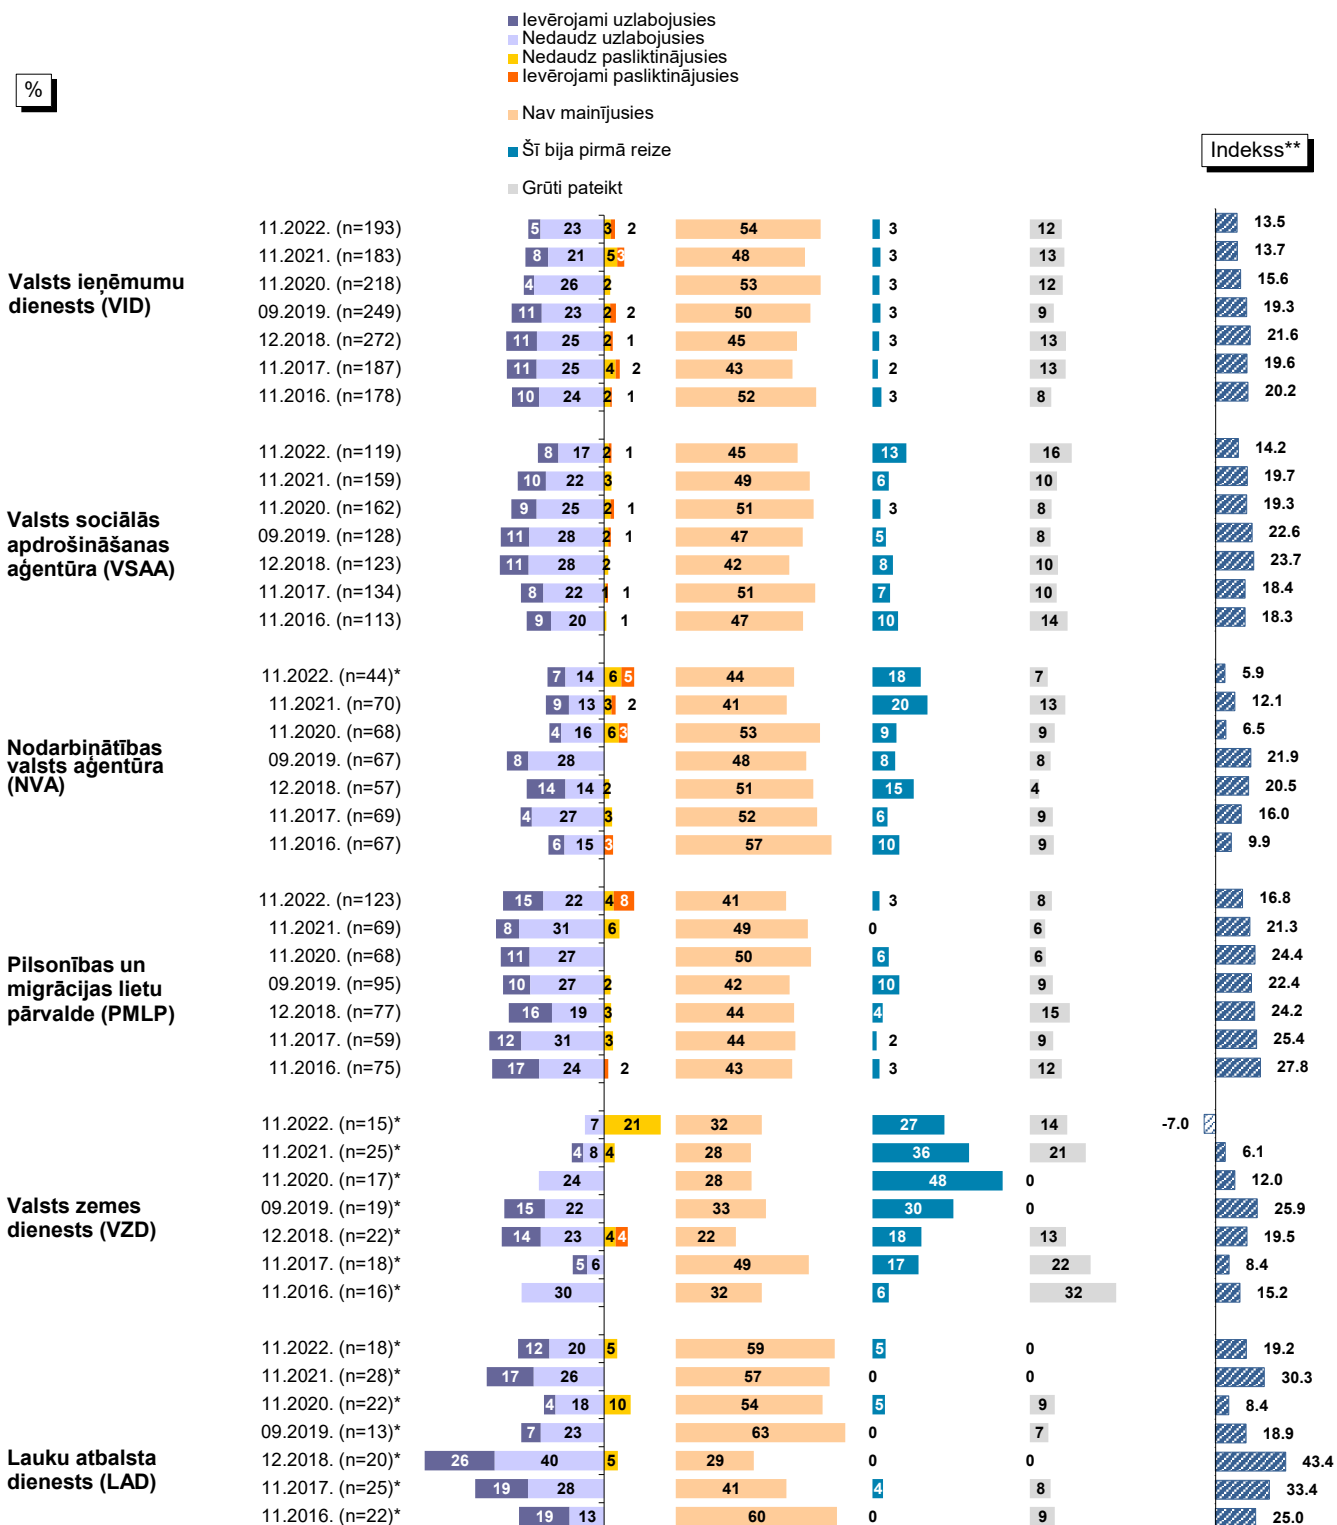 Ievērojami uzlabojusies
Nedaudz uzlabojusies
Nedaudz pasliktinājusies
Ievērojami pasliktinājusies
%
Nav mainījusies
Šī bija pirmā reize
Indekss**
Grūti pateikt
Valsts ieņēmumu
dienests (VID)
11.2022. (n=193) 5 23 3 2 54 3 12 13.5
11.2021. (n=183) 8 21 5 3 48 3 13 13.7
11.2020. (n=218) 4 26 2 53 3 12 15.6
09.2019. (n=249) 11 23 2 2 50 3 9 19.3
12.2018. (n=272) 11 25 2 1 45 3 13 21.6
11.2017. (n=187) 11 25 4 2 43 2 13 19.6
11.2016. (n=178) 10 24 2 1 52 3 8 20.2
Valsts sociālās
apdrošināšanas
aģentūra (VSAA)
11.2022. (n=119) 8 17 2 1 45 13 16 14.2
11.2021. (n=159) 10 22 3 49 6 10 19.7
11.2020. (n=162) 9 25 2 1 51 3 8 19.3
09.2019. (n=128) 11 28 2 1 47 5 8 22.6
12.2018. (n=123) 11 28 2 42 8 10 23.7
11.2017. (n=134) 8 22 1 1 51 7 10 18.4
11.2016. (n=113) 9 20 1 47 10 14 18.3
Nodarbinātības
valsts aģentūra
(NVA)
11.2022. (n=44)* 7 14 6 5 44 18 7 5.9
11.2021. (n=70) 9 13 3 2 41 20 13 12.1
11.2020. (n=68) 4 16 6 3 53 9 9 6.5
09.2019. (n=67) 8 28 48 8 8 21.9
12.2018. (n=57) 14 14 2 51 15 4 20.5
11.2017. (n=69) 4 27 3 52 6 9 16.0
11.2016. (n=67) 6 15 3 57 10 9 9.9
Pilsonības un
migrācijas lietu
pārvalde (PMLP)
11.2022. (n=123) 15 22 4 8 41 3 8 16.8
11.2021. (n=69) 8 31 6 49 0 6 21.3
11.2020. (n=68) 11 27 50 6 6 24.4
09.2019. (n=95) 10 27 2 42 10 9 22.4
12.2018. (n=77) 16 19 3 44 4 15 24.2
11.2017. (n=59) 12 31 3 44 2 9 25.4
11.2016. (n=75) 17 24 2 43 3 12 27.8
Valsts zemes
dienests (VZD)
11.2022. (n=15)* 7 21 32 27 14 -7.0
11.2021. (n=25)* 4 8 4 28 36 21 6.1
11.2020. (n=17)* 24 28 48 0 12.0
09.2019. (n=19)* 15 22 33 30 0 25.9
12.2018. (n=22)* 14 23 4 4 22 18 13 19.5
11.2017. (n=18)* 5 6 49 17 22 8.4
11.2016. (n=16)* 30 32 6 32 15.2
Lauku atbalsta
dienests (LAD)
11.2022. (n=18)* 12 20 5 59 5 0 19.2
11.2021. (n=28)* 17 26 57 0 0 30.3
11.2020. (n=22)* 4 18 10 54 5 9 8.4
09.2019. (n=13)* 7 23 63 0 7 18.9
12.2018. (n=20)* 26 40 5 29 0 0 43.4
11.2017. (n=25)* 19 28 41 4 8 33.4
11.2016. (n=22)* 19 13 60 0 9 25.0